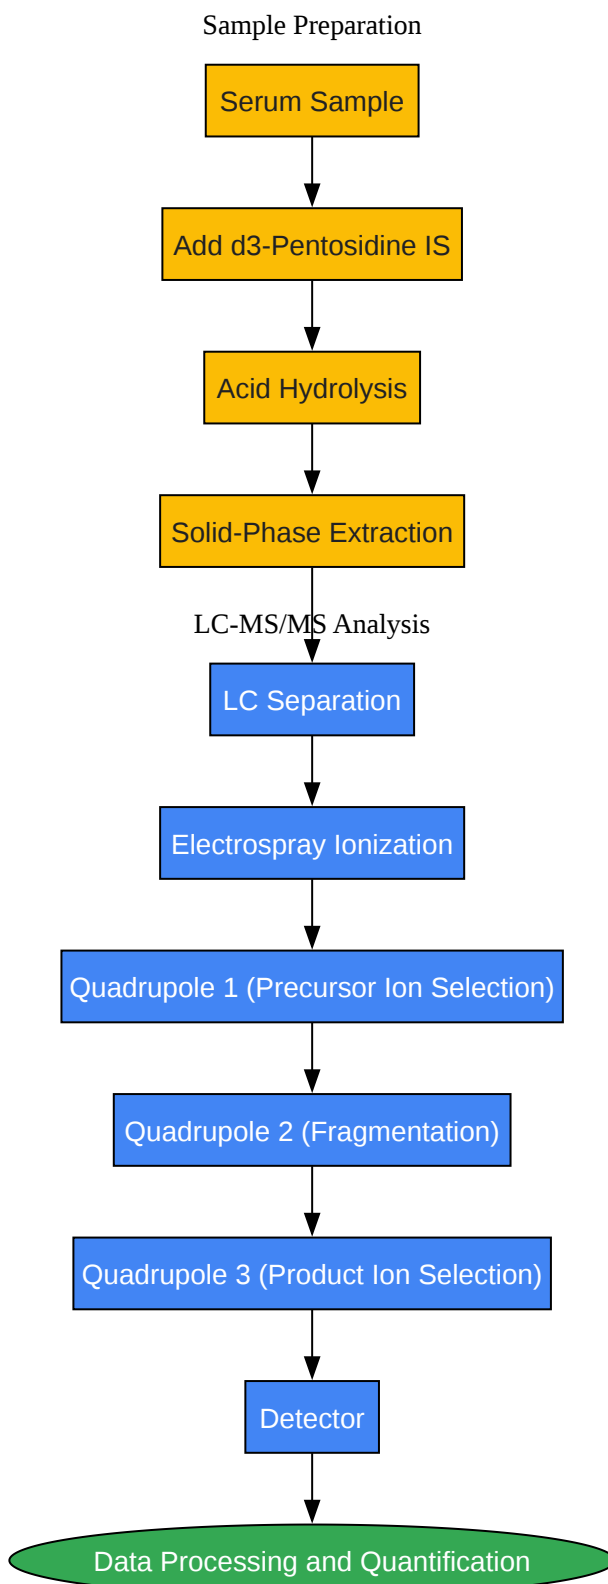 Sample Preparation
Serum Sample
Add d3-Pentosidine IS
Acid Hydrolysis
Solid-Phase Extraction
LC-MS/MS Analysis
LC Separation
Electrospray Ionization
Quadrupole 1 (Precursor Ion Selection)
Quadrupole 2 (Fragmentation)
Quadrupole 3 (Product Ion Selection)
Detector
Data Processing and Quantification